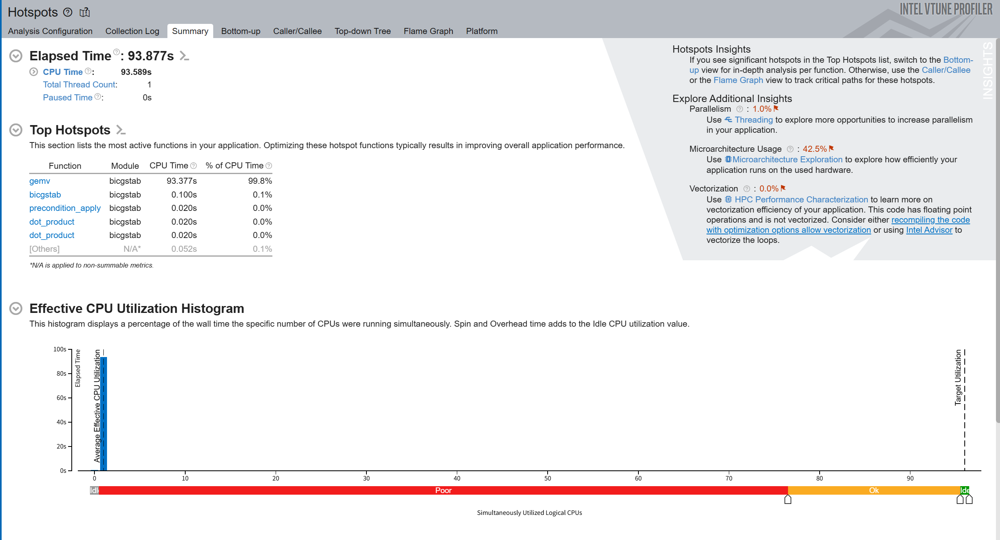 Hotspots
INTEL VTUNE PROFILER
Analysis Configuration Collection Log Summary Bottom-up Caller/Callee Top-down Tree Flame Graph Platform
Elapsed Time: 93.877s
CPU Time: 93.589s
Total Thread Count: 1
Paused Time: 0s
Top Hotspots
This section lists the most active functions in your application. Optimizing these hotspot functions typically results in improving overall application performance.
Function Module CPU Time % of CPU Time
gemv bicgstab 93.377s 99.8%
bicgstab bicgstab 0.100s 0.1%
precondition_apply bicgstab 0.020s 0.0%
dot_product bicgstab 0.020s 0.0%
dot_product bicgstab 0.020s 0.0%
[Others] N/A* 0.052s 0.1%
*N/A is applied to non-summable metrics.
INSIGHTS
Hotspots Insights
If you see significant hotspots in the Top Hotspots list, switch to the Bottom-
up view for in-depth analysis per function. Otherwise, use the Caller/Callee
or the Flame Graph view to track critical paths for these hotspots.
Explore Additional Insights
Parallelism : 1.0%
Use Threading to explore more opportunities to increase parallelism
in your application.
Microarchitecture Usage : 42.5%
Use Microarchitecture Exploration to explore how efficiently your
application runs on the used hardware.
Vectorization : 0.0%
Use HPC Performance Characterization to learn more on
vectorization efficiency of your application. This code has floating point
operations and is not vectorized. Consider either recompiling the code
with optimization options allow vectorization or using Intel Advisor to
vectorize the loops.
Effective CPU Utilization Histogram
This histogram displays a percentage of the wall time the specific number of CPUs were running simultaneously. Spin and Overhead time adds to the Idle CPU utilization value.
100s
80s
60s
40s
20s
0s
Elapsed Time
Average Effective CPU Utilization
Target Utilization
0 10 20 30 40 50 60 70 80 90
Idl Poor Ok Ide
Simultaneously Utilized Logical CPUs